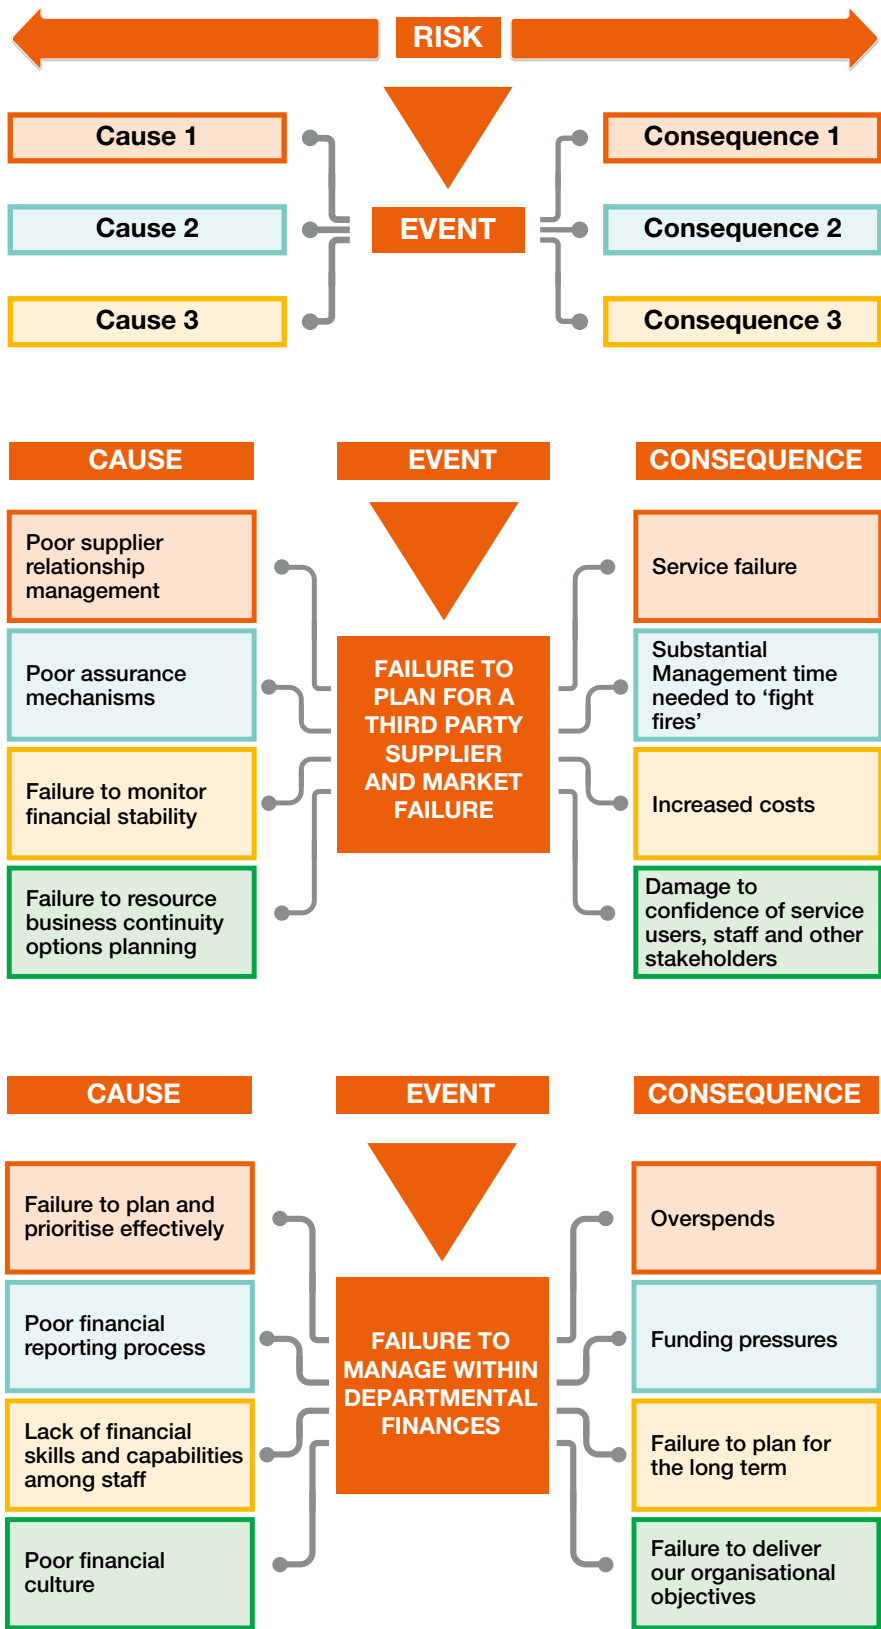 RISK
Cause 1
Consequence 1
Cause 2
EVENT
Consequence 2
Cause 3
Consequence 3
CAUSE
EVENT
CONSEQUENCE
Poor supplier
relationship
management
Poor assurance
mechanisms
Failure to monitor
financial stability
Failure to resource
business continuity
options planning
FAILURE TO
PLAN FOR A
THIRD PARTY
SUPPLIER
AND MARKET
FAILURE
Service failure
Substantial
Management time
needed to ‘fight
fires’
Increased costs
Damage to
confidence of service
users, staff and other
stakeholders
CAUSE
EVENT
CONSEQUENCE
Failure to plan and
prioritise effectively
Poor financial
reporting process
Lack of financial
skills and capabilities
among staff
Poor financial
culture
FAILURE TO
MANAGE WITHIN
DEPARTMENTAL
FINANCES
Overspends
Funding pressures
Failure to plan for
the long term
Failure to deliver
our organisational
objectives